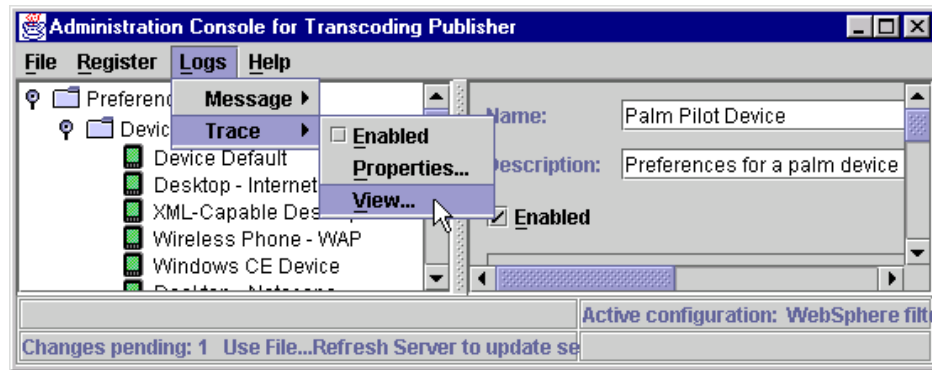 Administration Console for Transcoding Publisher
File Register Logs Help
Message
Trace
Enabled
Properties...
View...
Device Default
Desktop - Internet
XML-Capable Des
Wireless Phone - WAP
Windows CE Device
Name:
Palm Pilot Device
Description:
Preferences for a palm device
Enabled
Active configuration: WebSphere filt
Changes pending: 1 Use File...Refresh Server to update se